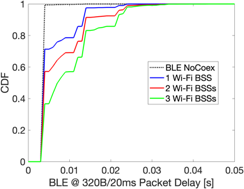 1
0.8
0.6
0.4
0.2
0
CDF
BLE NoCoex
1 Wi-Fi BSS
2 Wi-Fi BSSs
3 Wi-Fi BSSs
0 0.01 0.02 0.03 0.04 0.05
BLE @ 320B/20ms Packet Delay [s]